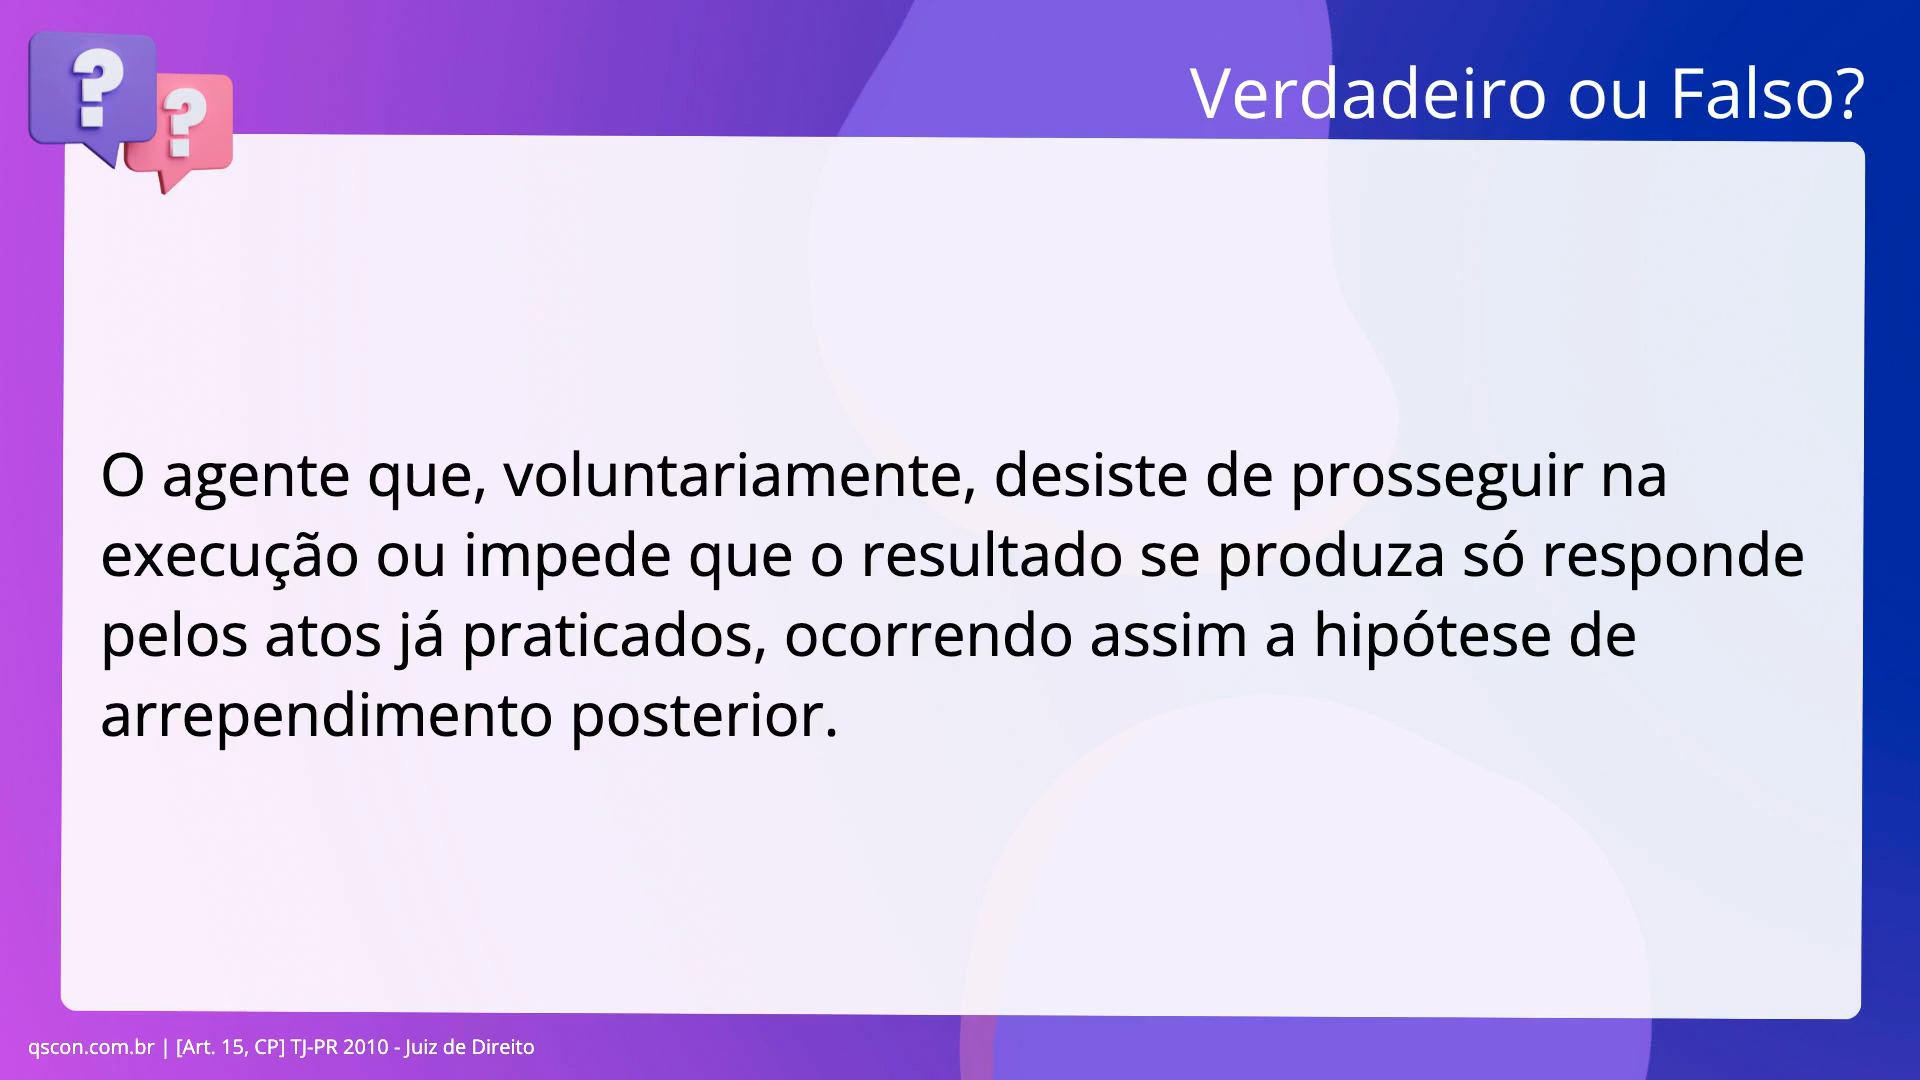 Verdadeiro ou Falso?
O agente que, voluntariamente, desiste de prosseguir na
execução ou impede que o resultado se produza só responde
pelos atos já praticados, ocorrendo assim a hipótese de
arrependimento posterior.
qscon.com.br | [Art. 15, CP] TJ-PR 2010 - Juiz de Direito